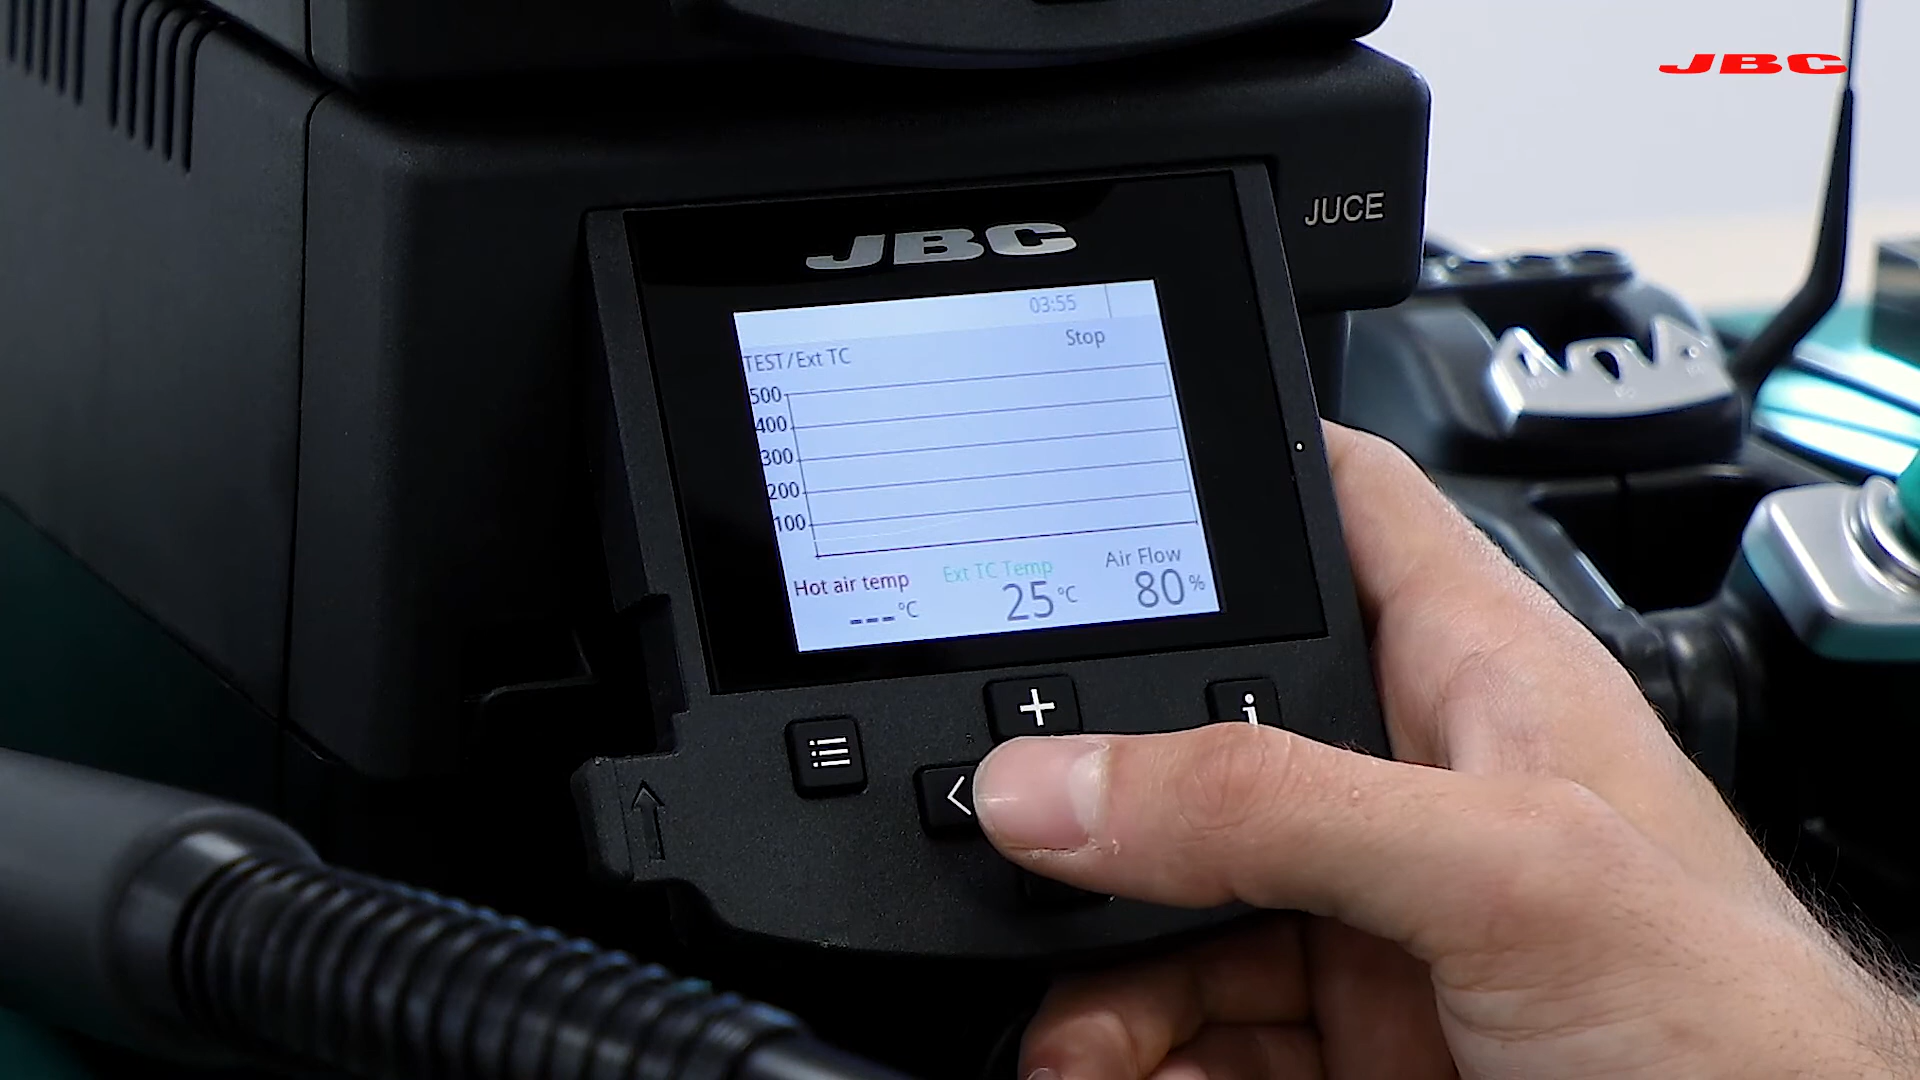 JBC
JUCE
JBC
03:55
Stop
TEST/Ext TC
500
400
300
200
100
Hot air temp
Ext TC Temp
Air Flow
---°C
25°C
80%
+
i
<